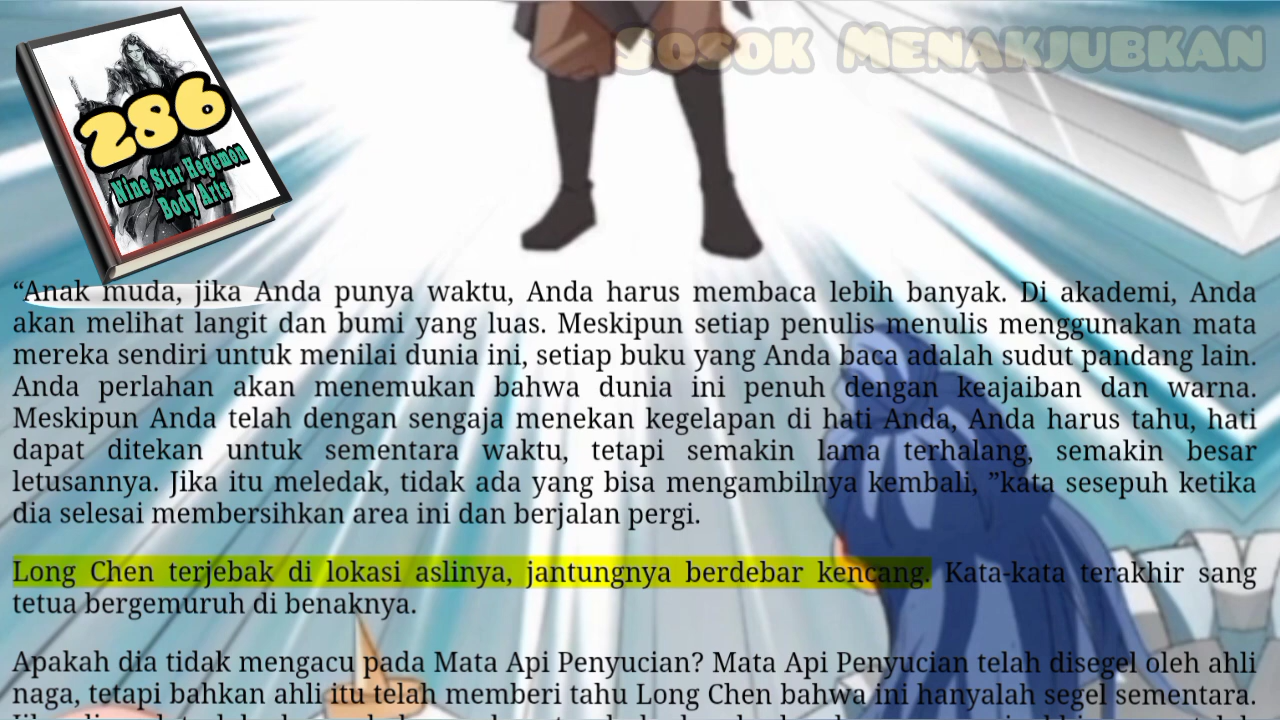 Sosok Menakjubkan
286
Nine Star Hegemon
Body Arts
“Anak muda, jika Anda punya waktu, Anda harus membaca lebih banyak. Di akademi, Anda
akan melihat langit dan bumi yang luas. Meskipun setiap penulis menulis menggunakan mata
mereka sendiri untuk menilai dunia ini, setiap buku yang Anda baca adalah sudut pandang lain.
Anda perlahan akan menemukan bahwa dunia ini penuh dengan keajaiban dan warna.
Meskipun Anda telah dengan sengaja menekan kegelapan di hati Anda, Anda harus tahu, hati
dapat ditekan untuk sementara waktu, tetapi semakin lama terhalang, semakin besar
letusannya. Jika itu meledak, tidak ada yang bisa mengambilnya kembali, ”kata sesepuh ketika
dia selesai membersihkan area ini dan berjalan pergi.
Long Chen terjebak di lokasi aslinya, jantungnya berdebar kencang. Kata-kata terakhir sang
tetua bergemuruh di benaknya.
Apakah dia tidak mengacu pada Mata Api Penyucian? Mata Api Penyucian telah disegel oleh ahli
naga, tetapi bahkan ahli itu telah memberi tahu Long Chen bahwa ini hanyalah segel sementara.